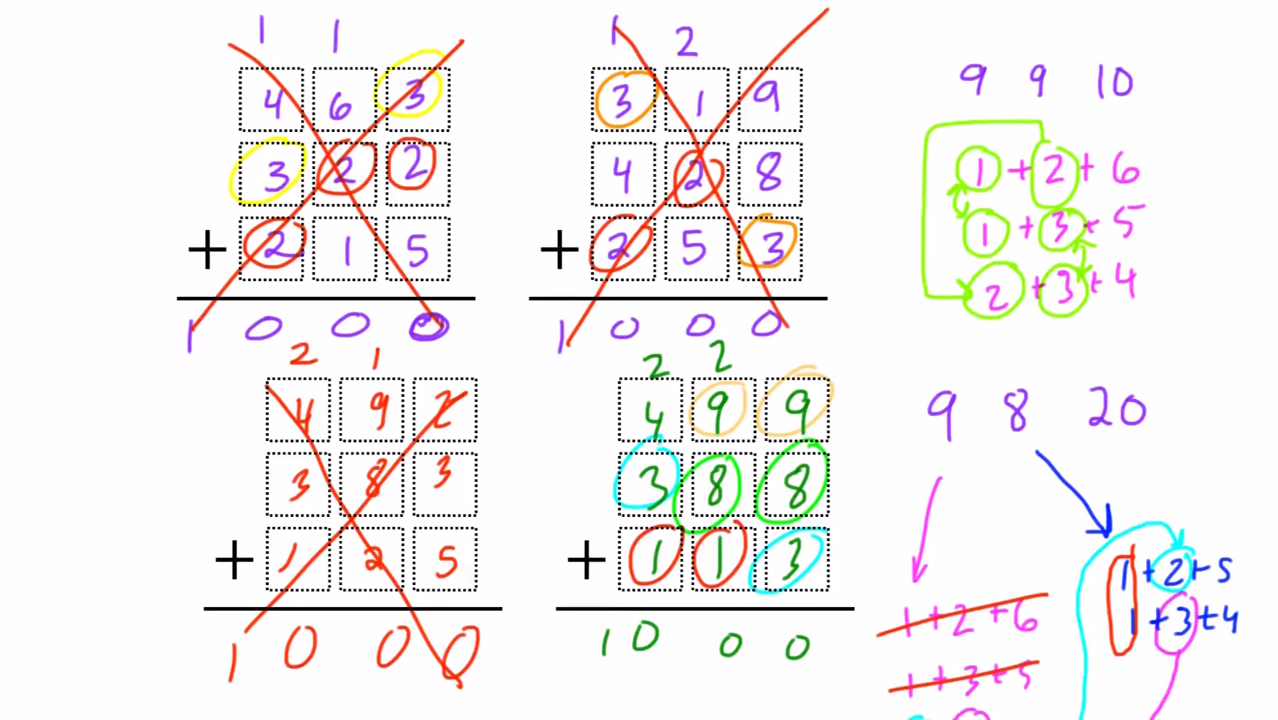 1 1
4 6 3
3 2 2
+ 2 1 5
1 0 0 0
1 2
3 1 9
4 2 8
+ 2 5 3
1 0 0 0
9 9 10
1 + 2 + 6
1 + 3 + 5
2 + 3 + 4
2 1
4 9 2
3 8 3
+ 1 2 5
1 0 0 0
2 2
4 9 9
3 8 8
+ 1 1 3
1 0 0 0
9 8 20
1 + 2 + 5
1 + 3 + 4
1 + 2 + 6
1 + 3 + 5